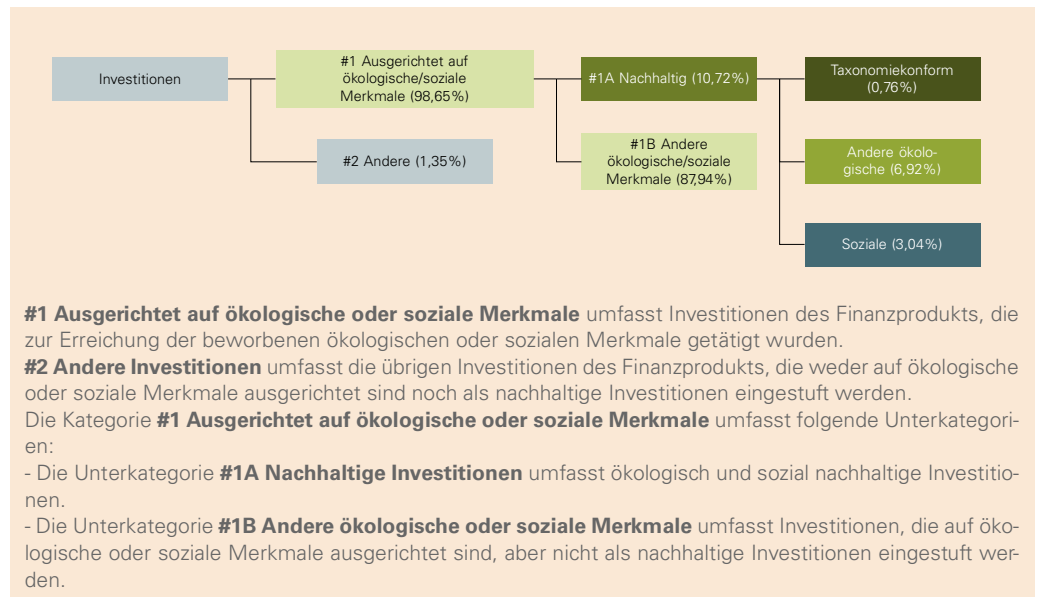 Investitionen
#1 Ausgerichtet auf
ökologische/soziale
Merkmale (98,65%)
#1A Nachhaltig (10,72%)
Taxonomiekonform
(0,76%)
#2 Andere (1,35%)
#1B Andere
ökologische/soziale
Merkmale (87,94%)
Andere ökolo-
gische (6,92%)
Soziale (3,04%)
#1 Ausgerichtet auf ökologische oder soziale Merkmale umfasst Investitionen des Finanzprodukts, die
zur Erreichung der beworbenen ökologischen oder sozialen Merkmale getätigt wurden.
#2 Andere Investitionen umfasst die übrigen Investitionen des Finanzprodukts, die weder auf ökologische
oder soziale Merkmale ausgerichtet sind noch als nachhaltige Investitionen eingestuft werden.
Die Kategorie #1 Ausgerichtet auf ökologische oder soziale Merkmale umfasst folgende Unterkategori-
en:
- Die Unterkategorie #1A Nachhaltige Investitionen umfasst ökologisch und sozial nachhaltige Investitio-
nen.
- Die Unterkategorie #1B Andere ökologische oder soziale Merkmale umfasst Investitionen, die auf öko-
logische oder soziale Merkmale ausgerichtet sind, aber nicht als nachhaltige Investitionen eingestuft wer-
den.